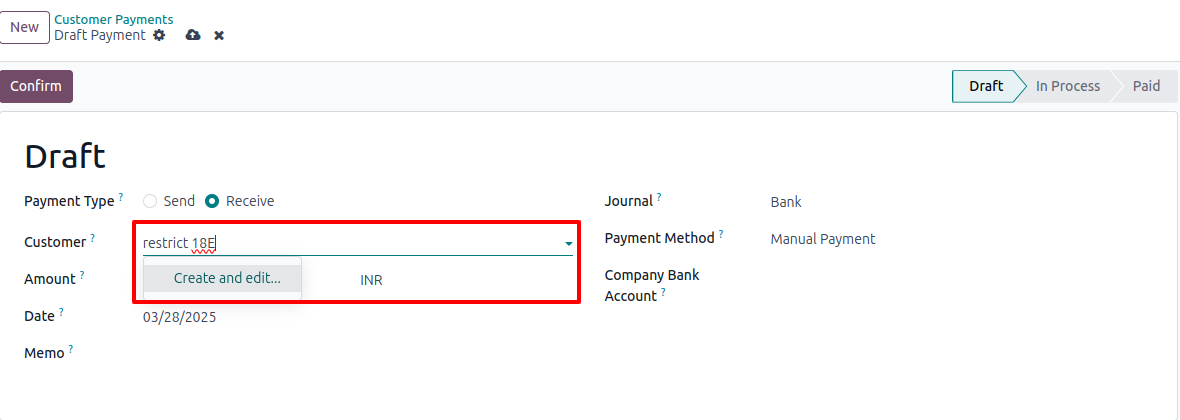 New
Customer Payments
Draft Payment
Confirm
Draft
In Process
Paid
Draft
Payment Type ?
Send
Receive
Journal ?
Bank
Customer ?
restrict 18E
Payment Method ?
Manual Payment
Create and edit...
Amount ?
INR
Company Bank
Account ?
Date ?
03/28/2025
Memo ?